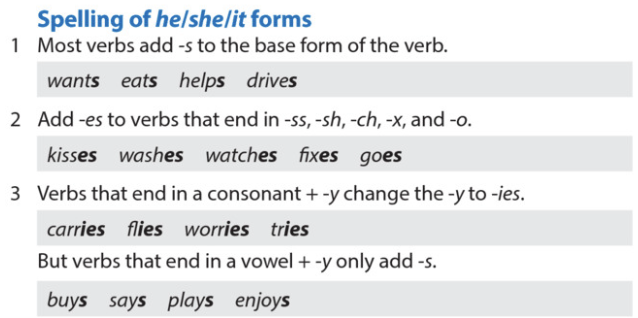 Spelling of he/she/it forms
1 Most verbs add -s to the base form of the verb.
wants eats helps drives
2 Add -es to verbs that end in -ss, -sh, -ch, -x, and -o.
kisses washes watches fixes goes
3 Verbs that end in a consonant + -y change the -y to -ies.
carries flies worries tries
But verbs that end in a vowel + -y only add -s.
buys says plays enjoys